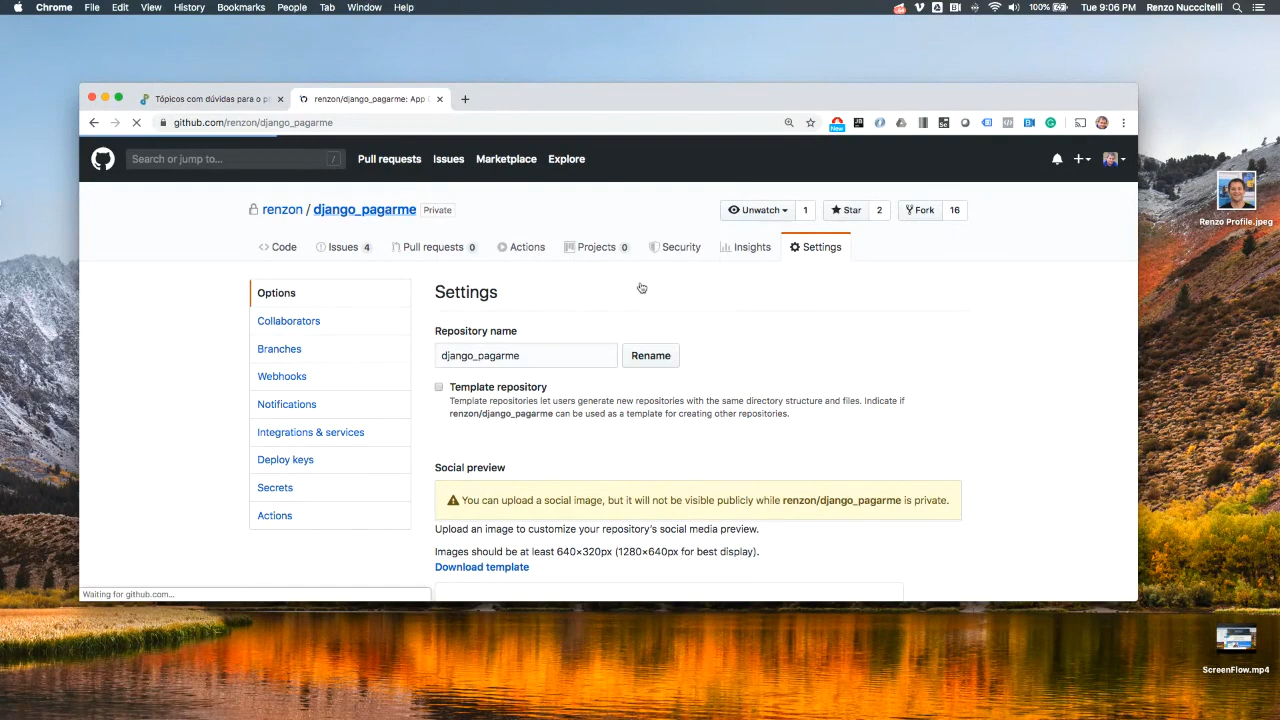 Chrome File Edit View History Bookmarks People Tab Window Help 100% Tue 9:06 PM Renzo Nucccitelli
Tópicos com dúvidas para o p
renzon/django_pagarme: App
github.com/renzon/django_pagarme
New
Search or jump to... /
Pull requests Issues Marketplace Explore
renzon / django_pagarme Private
Unwatch 1 Star 2 Fork 16
Code Issues 4 Pull requests 0 Actions Projects 0 Security Insights Settings
Options
Collaborators
Branches
Webhooks
Notifications
Integrations & services
Deploy keys
Secrets
Actions
Settings
Repository name
django_pagarme Rename
Template repository
Template repositories let users generate new repositories with the same directory structure and files. Indicate if
renzon/django_pagarme can be used as a template for creating other repositories.
Social preview
You can upload a social image, but it will not be visible publicly while renzon/django_pagarme is private.
Upload an image to customize your repository's social media preview.
Images should be at least 640×320px (1280×640px for best display).
Download template
Waiting for github.com...
Renzo Profile.jpeg
ScreenFlow.mp4